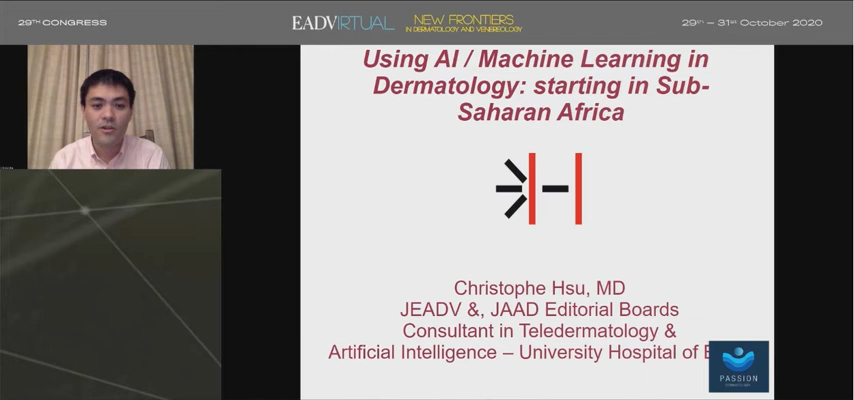 29TH CONGRESS
EADVIRTUAL
NEW FRONTIERS
IN DERMATOLOGY AND VENEREOLOGY
29th – 31st October 2020
Using AI / Machine Learning in
Dermatology: starting in Sub-
Saharan Africa
Christophe Hsu, MD
JEADV &, JAAD Editorial Boards
Consultant in Teledermatology &
Artificial Intelligence – University Hospital of
PASSION